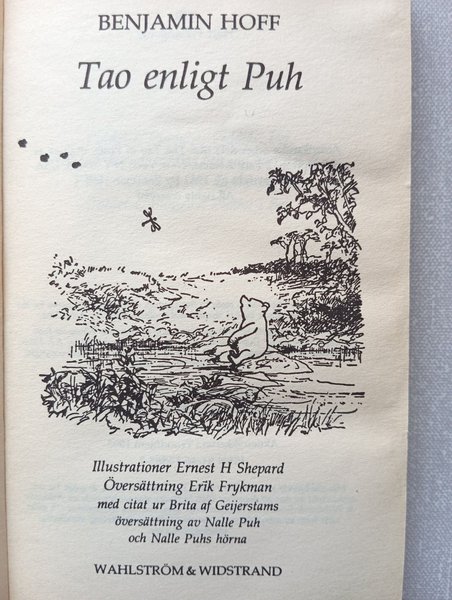 BENJAMIN HOFF
Tao enligt Puh
Illustrationer Ernest H Shepard
Översättning Erik Frykman
med citat ur Brita af Geijerstams
översättning av Nalle Puh
och Nalle Puhs hörna
WAHLSTRÖM & WIDSTRAND